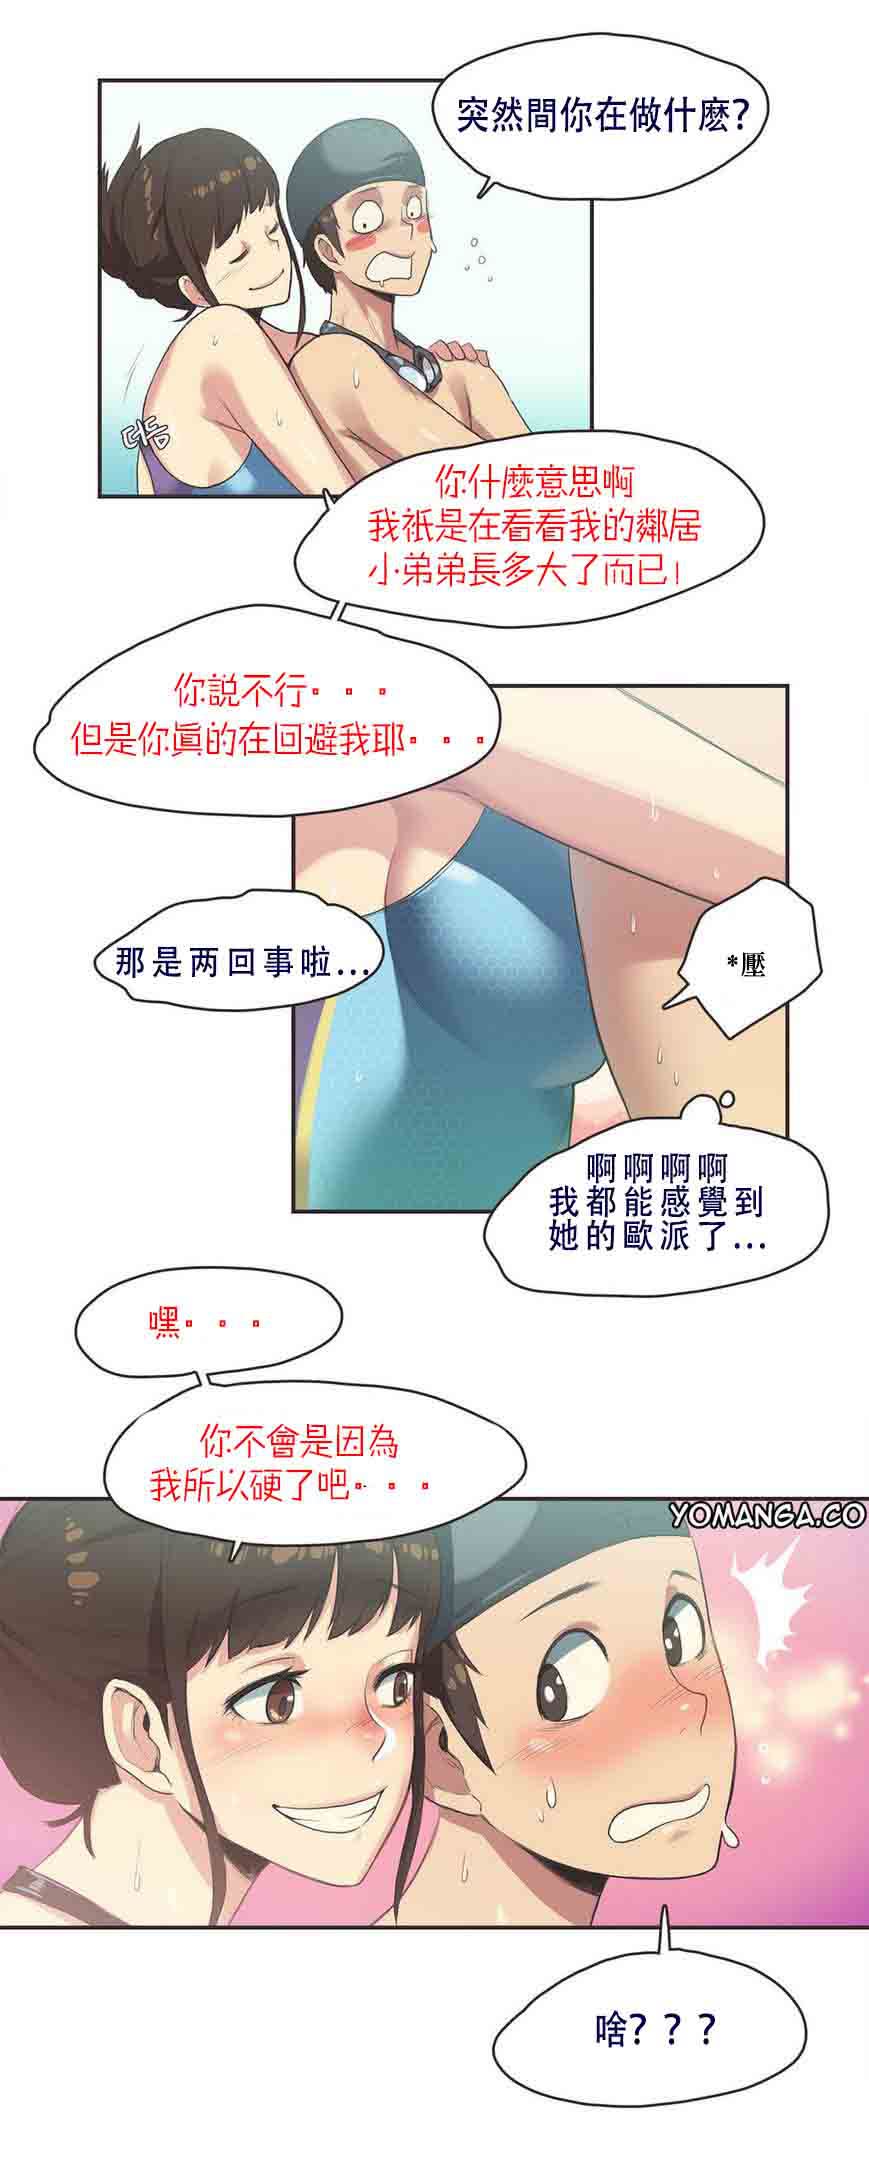 突然間你在做什麼?
더듬
你什麼意思啊
我祇是在看看我的鄰居
小弟弟長多大了而已!
你說不行···
但是你真的在回避我耶···
那是两回事啦...
*壓
啊啊啊啊
我都能感覺到
她的歐派了...
嘿···
你不會是因為
我所以硬了吧···
YOMANGA.CO
啥???